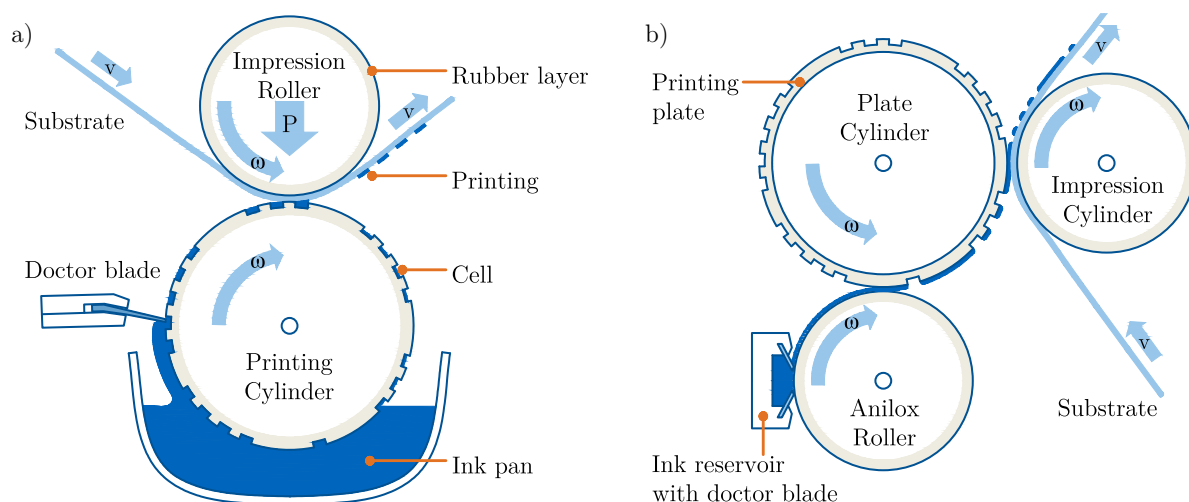 a)
v
Substrate
Impression
Roller
P
ω
Rubber layer
v
Printing
Doctor blade
ω
Cell
Printing
Cylinder
Ink pan
b)
Printing
plate
Plate
Cylinder
ω
v
ω
Impression
Cylinder
ω
v
Anilox
Roller
Substrate
Ink reservoir
with doctor blade